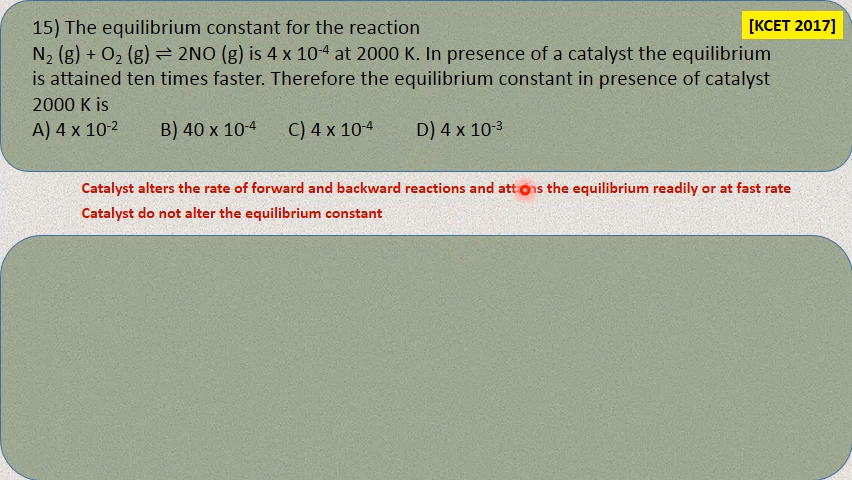 15) The equilibrium constant for the reaction
[KCET 2017]
N₂ (g) + O₂ (g) ⇌ 2NO (g) is 4 x 10⁻⁴ at 2000 K. In presence of a catalyst the equilibrium
is attained ten times faster. Therefore the equilibrium constant in presence of catalyst
2000 K is
A) 4 x 10⁻² B) 40 x 10⁻⁴ C) 4 x 10⁻⁴ D) 4 x 10⁻³
Catalyst alters the rate of forward and backward reactions and attains the equilibrium readily or at fast rate
Catalyst do not alter the equilibrium constant